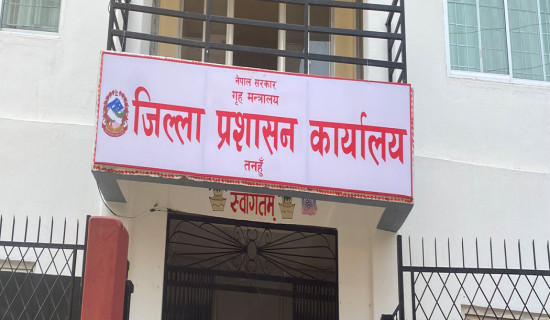 नेपाल सरकार
गृह मन्त्रालय
जिल्ला प्रशासन कार्यालय
तनहुँ
स्वागतम्